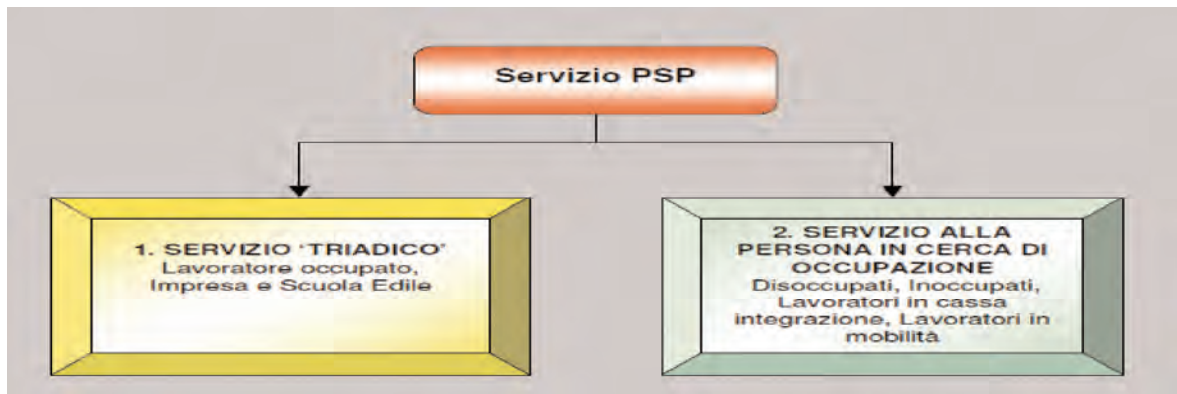 Servizio PSP
1. SERVIZIO ‘TRIADICO’
Lavoratore occupato,
Impresa e Scuola Edile
2. SERVIZIO ALLA
PERSONA IN CERCA DI
OCCUPAZIONE
Disoccupati, Inoccupati,
Lavoratori in cassa
integrazione, Lavoratori in
mobilità